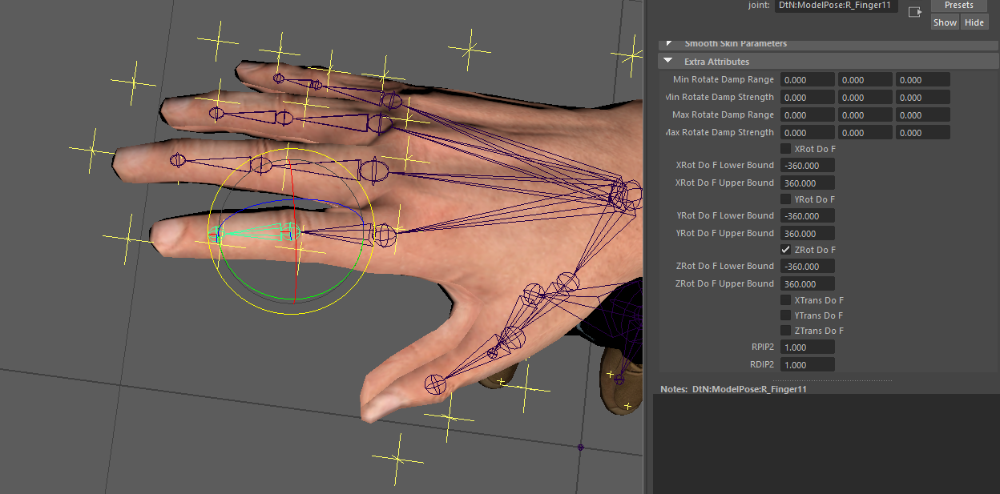 joint: DtN:ModelPose:R_Finger11
Presets
Show Hide
Smooth Skin Parameters
Extra Attributes
Min Rotate Damp Range 0.000 0.000 0.000
Min Rotate Damp Strength 0.000 0.000 0.000
Max Rotate Damp Range 0.000 0.000 0.000
Max Rotate Damp Strength 0.000 0.000 0.000
XRot Do F
XRot Do F Lower Bound -360.000
XRot Do F Upper Bound 360.000
YRot Do F
YRot Do F Lower Bound -360.000
YRot Do F Upper Bound 360.000
ZRot Do F
ZRot Do F Lower Bound -360.000
ZRot Do F Upper Bound 360.000
XTrans Do F
YTrans Do F
ZTrans Do F
RPIP2 1.000
RDIP2 1.000
Notes: DtN:ModelPose:R_Finger11